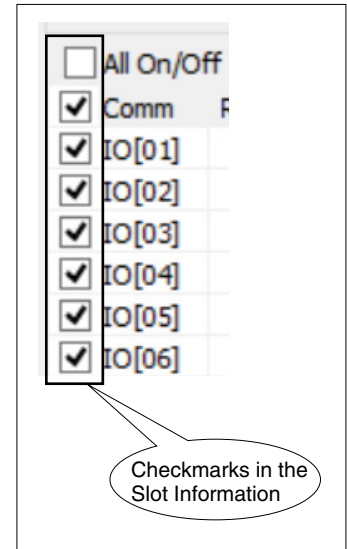 All On/Off
Comm
IO[01]
IO[02]
IO[03]
IO[04]
IO[05]
IO[06]
Checkmarks in the
Slot Information